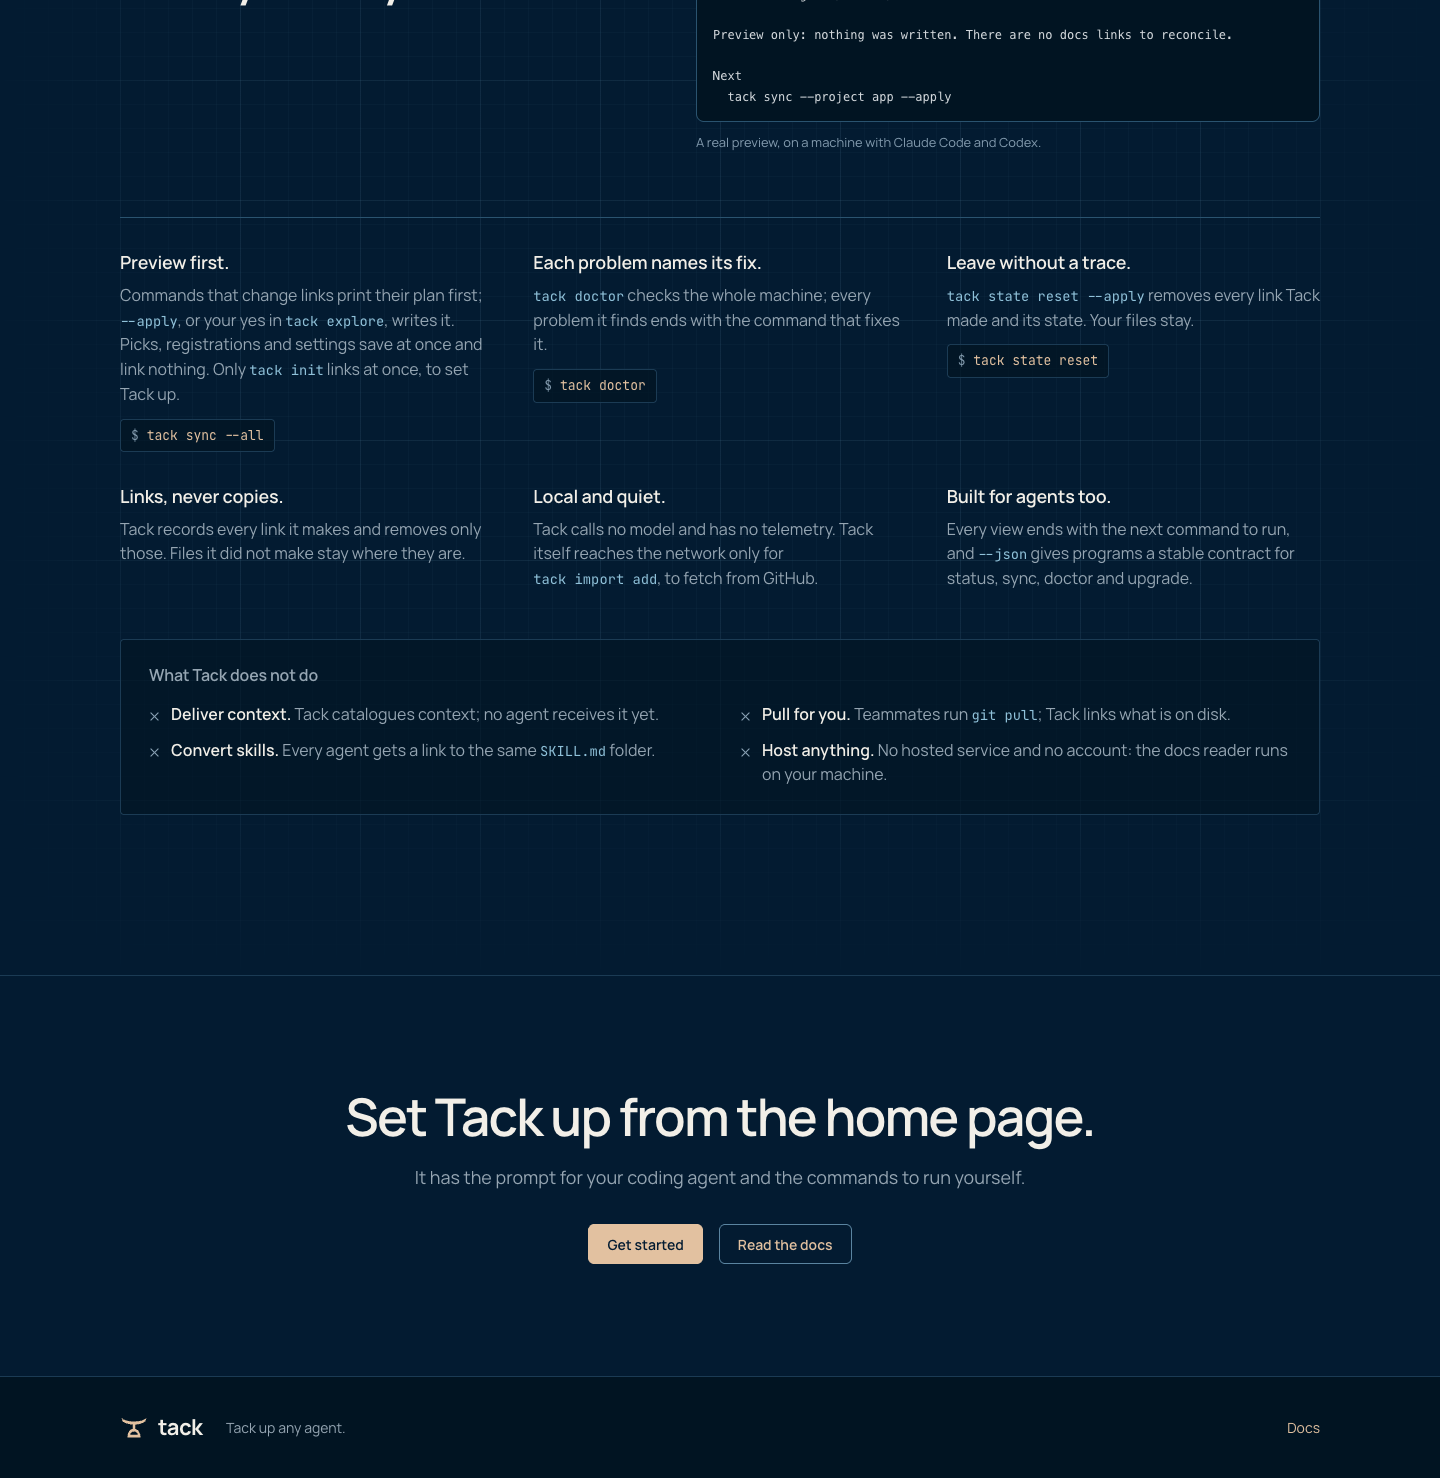 Preview only: nothing was written. There are no docs links to reconcile.
Next
tack sync --project app --apply
A real preview, on a machine with Claude Code and Codex.
Preview first.
Commands that change links print their plan first;
--apply, or your yes in tack explore, writes it.
Picks, registrations and settings save at once and
link nothing. Only tack init links at once, to set
Tack up.
$ tack sync --all
Each problem names its fix.
tack doctor checks the whole machine; every
problem it finds ends with the command that fixes
it.
$ tack doctor
Leave without a trace.
tack state reset --apply removes every link Tack
made and its state. Your files stay.
$ tack state reset
Links, never copies.
Tack records every link it makes and removes only
those. Files it did not make stay where they are.
Local and quiet.
Tack calls no model and has no telemetry. Tack
itself reaches the network only for
tack import add, to fetch from GitHub.
Built for agents too.
Every view ends with the next command to run,
and --json gives programs a stable contract for
status, sync, doctor and upgrade.
What Tack does not do
× Deliver context. Tack catalogues context; no agent receives it yet.
× Convert skills. Every agent gets a link to the same SKILL.md folder.
× Pull for you. Teammates run git pull; Tack links what is on disk.
× Host anything. No hosted service and no account: the docs reader runs
on your machine.
Set Tack up from the home page.
It has the prompt for your coding agent and the commands to run yourself.
Get started
Read the docs
tack
Tack up any agent.
Docs